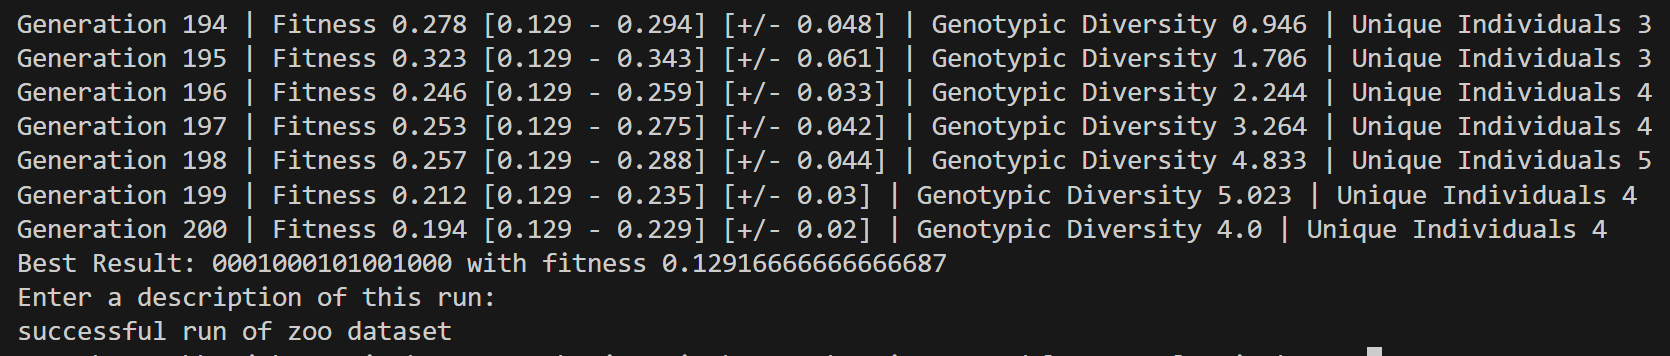 Generation 194 | Fitness 0.278 [0.129 - 0.294] [+/- 0.048] | Genotypic Diversity 0.946 | Unique Individuals 3
Generation 195 | Fitness 0.323 [0.129 - 0.343] [+/- 0.061] | Genotypic Diversity 1.706 | Unique Individuals 3
Generation 196 | Fitness 0.246 [0.129 - 0.259] [+/- 0.033] | Genotypic Diversity 2.244 | Unique Individuals 4
Generation 197 | Fitness 0.253 [0.129 - 0.275] [+/- 0.042] | Genotypic Diversity 3.264 | Unique Individuals 4
Generation 198 | Fitness 0.257 [0.129 - 0.288] [+/- 0.044] | Genotypic Diversity 4.833 | Unique Individuals 5
Generation 199 | Fitness 0.212 [0.129 - 0.235] [+/- 0.03] | Genotypic Diversity 5.023 | Unique Individuals 4
Generation 200 | Fitness 0.194 [0.129 - 0.229] [+/- 0.02] | Genotypic Diversity 4.0 | Unique Individuals 4
Best Result: 0001000101001000 with fitness 0.12916666666666687
Enter a description of this run:
successful run of zoo dataset